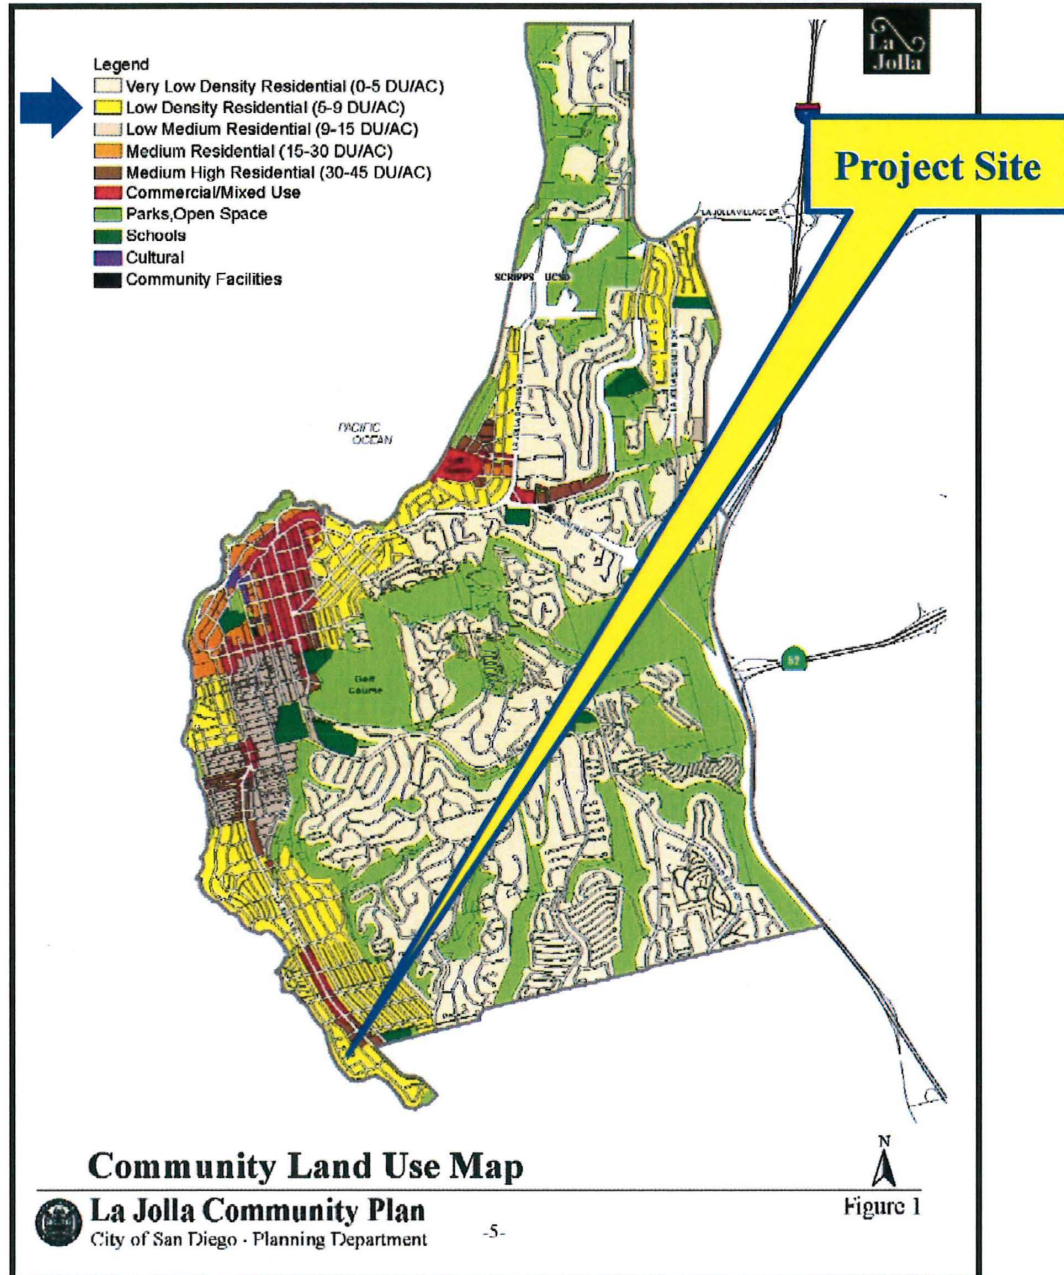 La
Jolla
Legend
Very Low Density Residential (0-5 DU/AC)
Low Density Residential (5-9 DU/AC)
Low Medium Residential (9-15 DU/AC)
Medium Residential (15-30 DU/AC)
Medium High Residential (30-45 DU/AC)
Commercial/Mixed Use
Parks,Open Space
Schools
Cultural
Community Facilities
Project Site
LA JOLLA VILLAGE DR.
SCRIPPS UCSD
PACIFIC
OCEAN
52
Golf
Course
Community Land Use Map
N
La Jolla Community Plan
City of San Diego - Planning Department
-5-
Figure 1